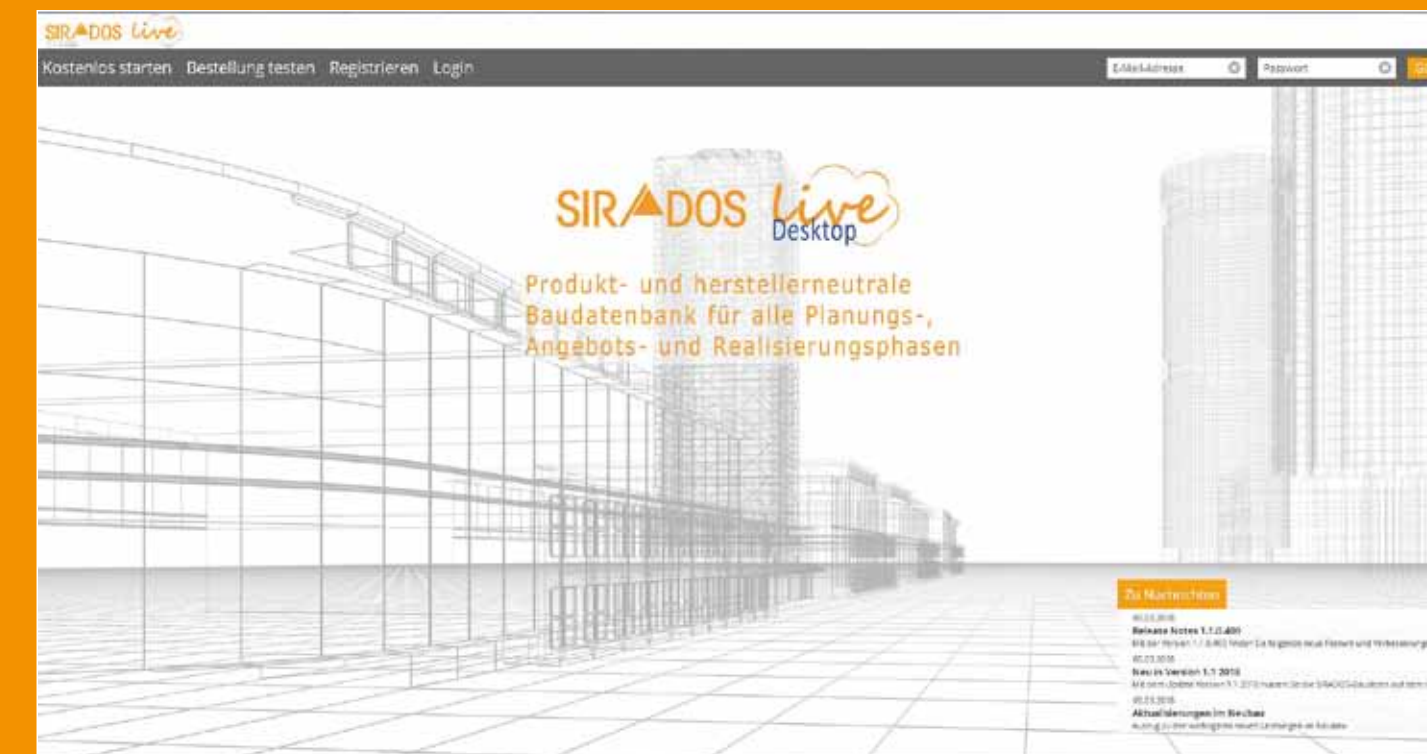 SIRADOS live
Kostenlos starten Bestellung testen Registrieren Login
E-Mail-Adresse Passwort
SIRADOS live
Desktop
Produkt- und herstellerneutrale
Baudatenbank für alle Planungs-,
Angebots- und Realisierungsphasen
Zu Nachrichten
Release Notes 1.1.0.400
Neu in Version 1.1 2018
Aktualisierungen im Neubau